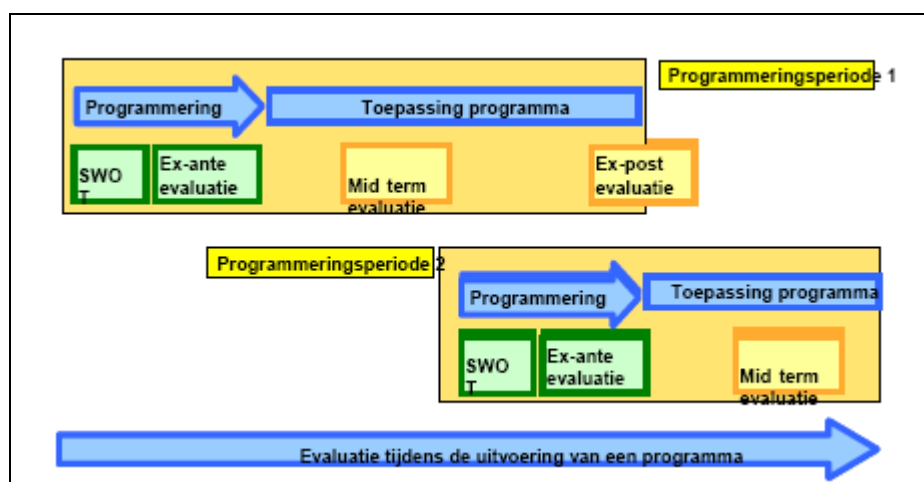 Programmeringsperiode 1
Programmering
Toepassing programma
SWO
T
Ex-ante
evaluatie
Mid term
evaluatie
Ex-post
evaluatie
Programmeringsperiode 2
Programmering
Toepassing programma
SWO
T
Ex-ante
evaluatie
Mid term
evaluatie
Evaluatie tijdens de uitvoering van een programma